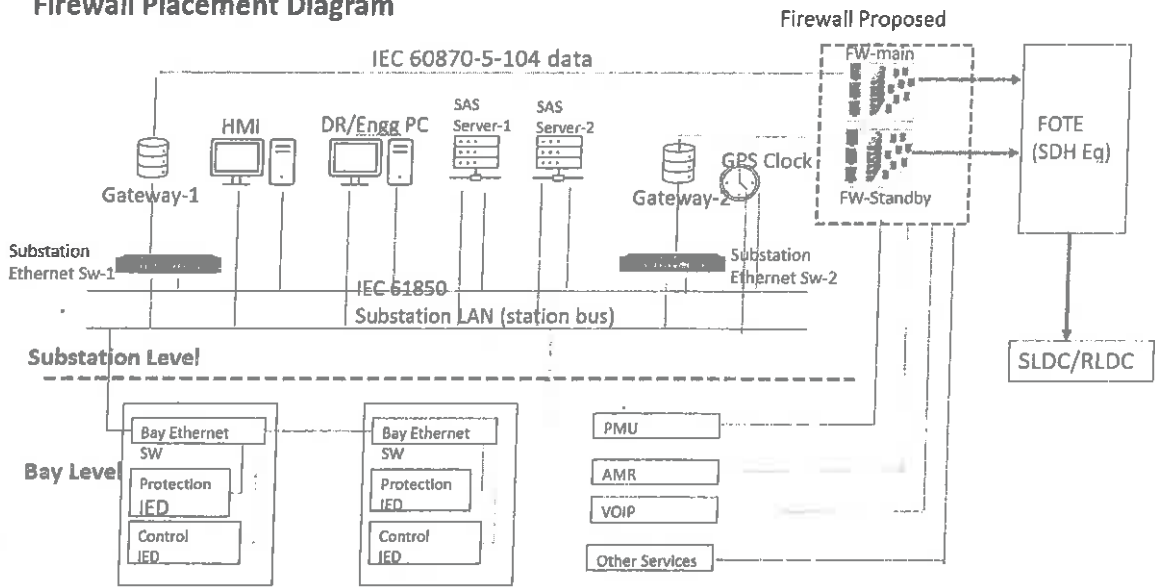 Firewall Placement Diagram
Firewall Proposed
IEC 60870-5-104 data
FW-main
HMi
DR/Engg PC
SAS
Server-1
SAS
Server-2
FOTE
(SDH Eq)
GPS Clock
Gateway-1
Gateway-2
FW-Standby
Substation
Ethernet Sw-1
Substation
Ethernet Sw-2
IEC 61850
Substation LAN (station bus)
Substation Level
SLDC/RLDC
Bay Level
Bay Ethernet
SW
Protection
IED
Control
IED
Bay Ethernet
SW
Protection
IED
Control
IED
PMU
AMR
VOIP
Other Services